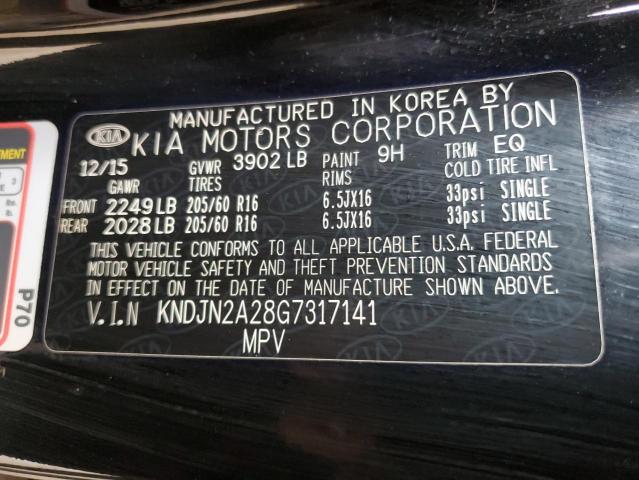 MANUFACTURED IN KOREA BY
KIA KIA MOTORS CORPORATION
12/15 GVWR 3902 LB PAINT 9H TRIM EQ
GAWR TIRES RIMS COLD TIRE INFL
FRONT 2249 LB 205/60 R16 6.5JX16 33psi SINGLE
REAR 2028 LB 205/60 R16 6.5JX16 33psi SINGLE
THIS VEHICLE CONFORMS TO ALL APPLICABLE U.S.A. FEDERAL
MOTOR VEHICLE SAFETY AND THEFT PREVENTION STANDARDS
IN EFFECT ON THE DATE OF MANUFACTURE SHOWN ABOVE.
V.I.N KNDJN2A28G7317141
MPV
P70